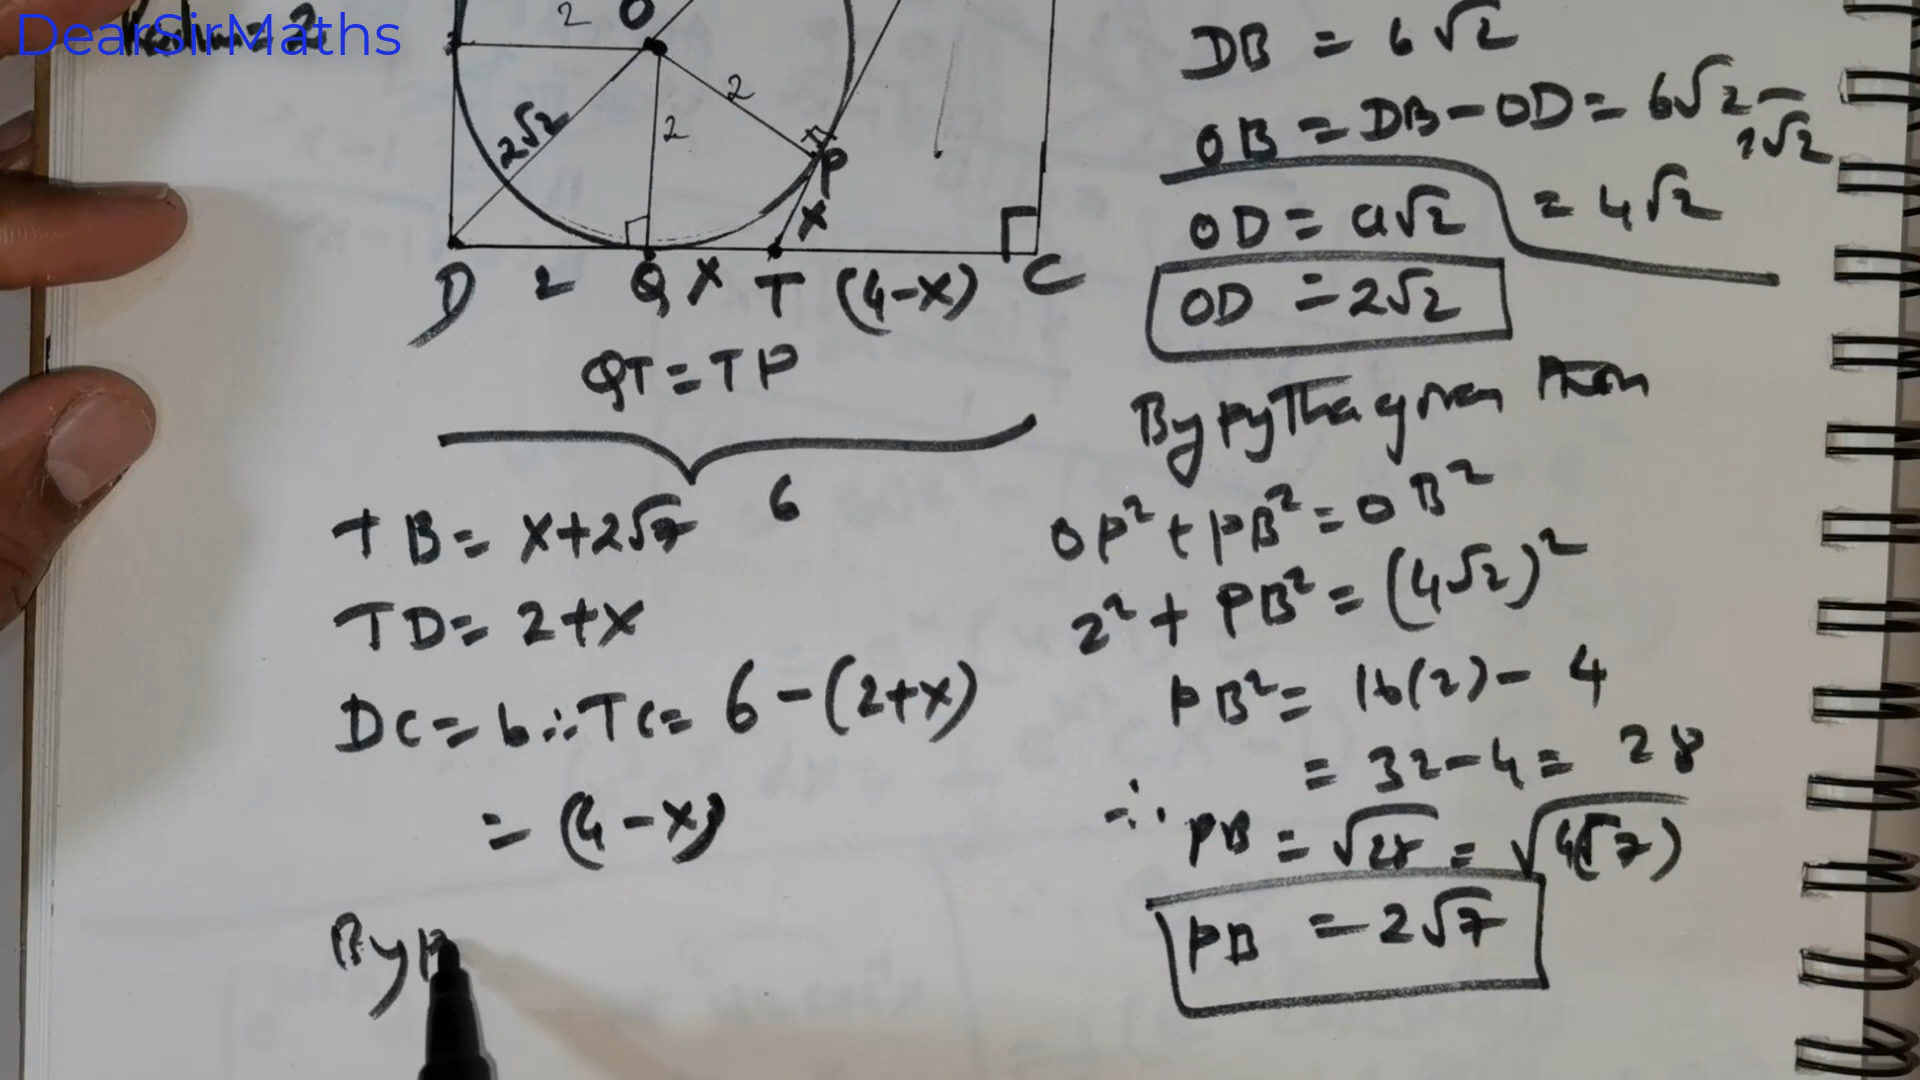 DearSirMaths
2 O
2
2√2 2
P
X
D 2 Q X T (4-x) C
QT = TP
6
TB = x+2√7
TD = 2+x
DC = 6 ∴ TC = 6-(2+x)
= (4-x)
By P
DB = 6√2
OB = DB-OD = 6√2-
2√2
= 4√2
OD = a√2
OD = 2√2
By pythagorean
OP²+PB² = OB²
2²+PB² = (4√2)²
PB² = 16(2)-4
= 32-4 = 28
∴ PB = √28 = √(4(√7)
PB = 2√7